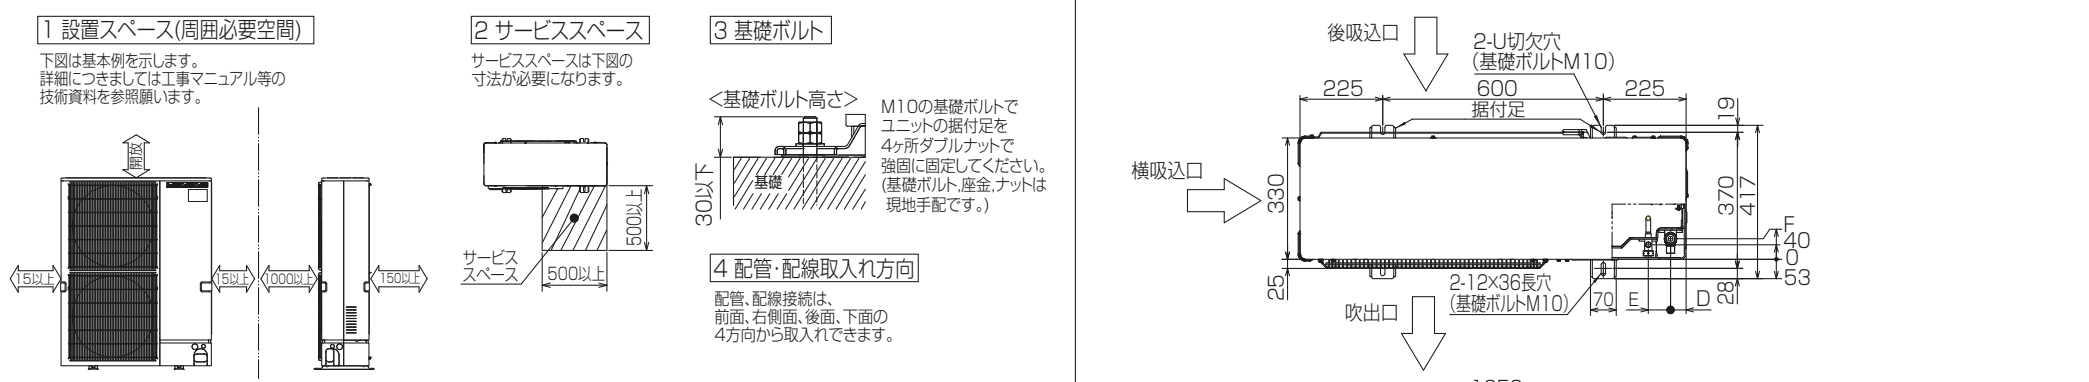 1 設置スペース(周囲必要空間)
下図は基本例を示します。
詳細につきましては工事マニュアル等の
技術資料を参照願います。
開放
15以上
15以上
1000以上
150以上
2 サービススペース
サービススペースは下図の
寸法が必要になります。
サービス
スペース
500以上
500以上
3 基礎ボルト
<基礎ボルト高さ>
30以下
基礎
M10の基礎ボルトで
ユニットの据付足を
4ヶ所ダブルナットで
強固に固定してください。
(基礎ボルト,座金,ナットは
現地手配です。)
4 配管・配線取入れ方向
配管、配線接続は、
前面、右側面、後面、下面の
4方向から取入れできます。
後吸込口
2-U切欠穴
(基礎ボルトM10)
225
600
225
据付足
19
横吸込口
330
370
417
F
40
0
53
25
28
2-12×36長穴
(基礎ボルトM10)
70
E
D
吹出口